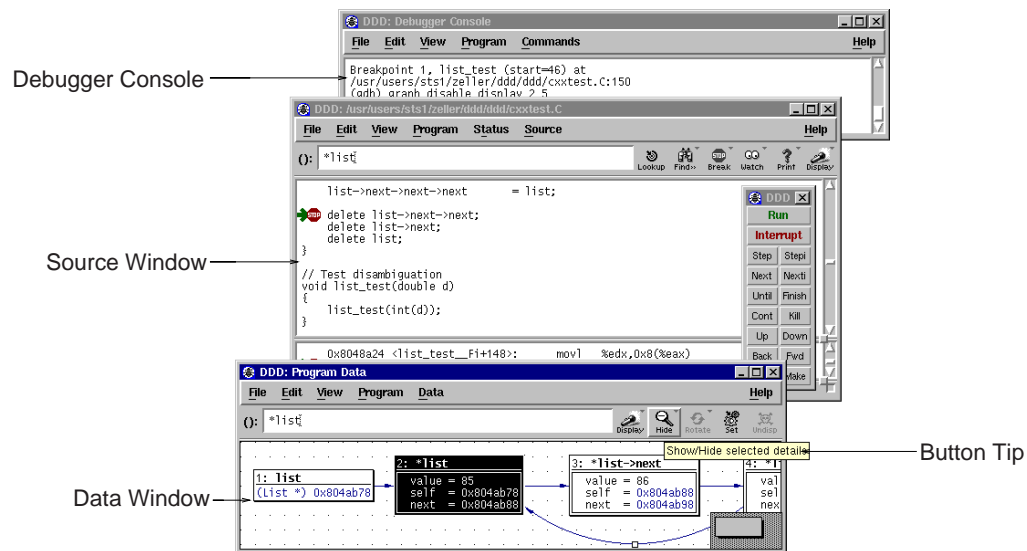 DDD: Debugger Console
File Edit View Program Commands Help
Debugger Console
Breakpoint 1, list_test (start=46) at
/usr/users/sts1/zeller/ddd/ddd/cxxtest.C:150
(gdb) graph disable display 2 5
DDD: /usr/users/sts1/zeller/ddd/ddd/cxxtest.C
File Edit View Program Status Source Help
(): *list
Lookup Find>> Break Watch Print Display
list->next->next->next = list;
STOP delete list->next->next;
delete list->next;
delete list;
}
// Test disambiguation
void list_test(double d)
{
list_test(int(d));
}
Source Window
DDD
Run
Interrupt
Step Stepi
Next Nexti
Until Finish
Cont Kill
Up Down
Back Fwd
Make
0x8048a24 <list_test__Fi+148>: movl %edx,0x8(%eax)
DDD: Program Data
File Edit View Program Data Help
(): *list
Display Hide Rotate Set Undisp
Show/Hide selected details
Button Tip
Data Window
1: list
(List *) 0x804ab78
2: *list
value = 85
self = 0x804ab78
next = 0x804ab88
3: *list->next
value = 86
self = 0x804ab88
next = 0x804ab98
4: *l
val
sel
nex